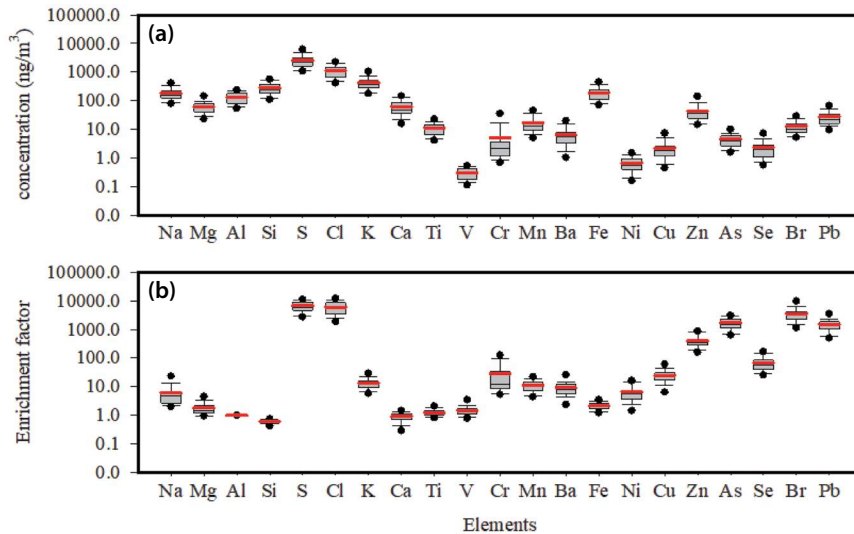 (a)
concentration (ng/m³)
100000.0
10000.0
1000.0
100.0
10.0
1.0
0.1
0.0
Na Mg Al Si S Cl K Ca Ti V Cr Mn Ba Fe Ni Cu Zn As Se Br Pb
(b)
Enrichment factor
100000.0
10000.0
1000.0
100.0
10.0
1.0
0.1
0.0
Na Mg Al Si S Cl K Ca Ti V Cr Mn Ba Fe Ni Cu Zn As Se Br Pb
Elements